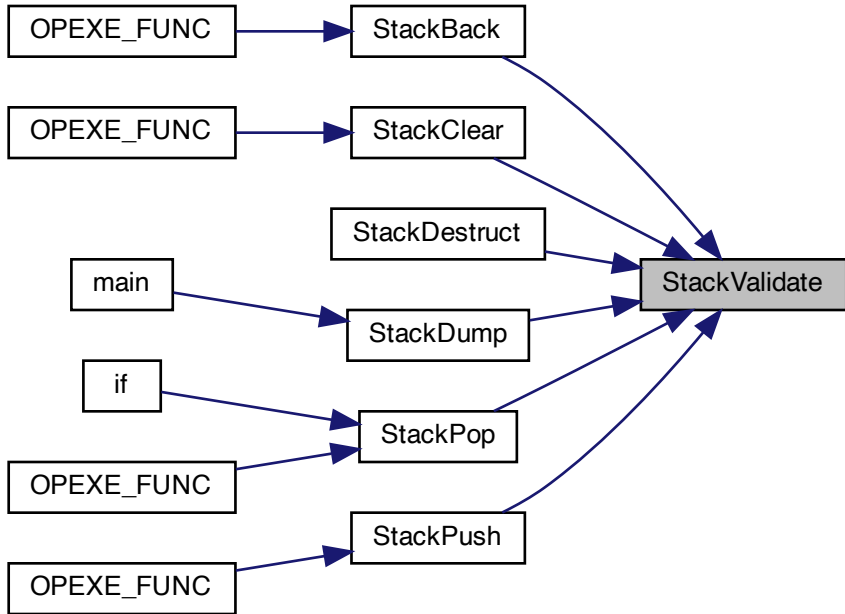 OPEXE_FUNC
StackBack
OPEXE_FUNC
StackClear
StackDestruct
StackValidate
main
StackDump
if
StackPop
OPEXE_FUNC
StackPush
OPEXE_FUNC